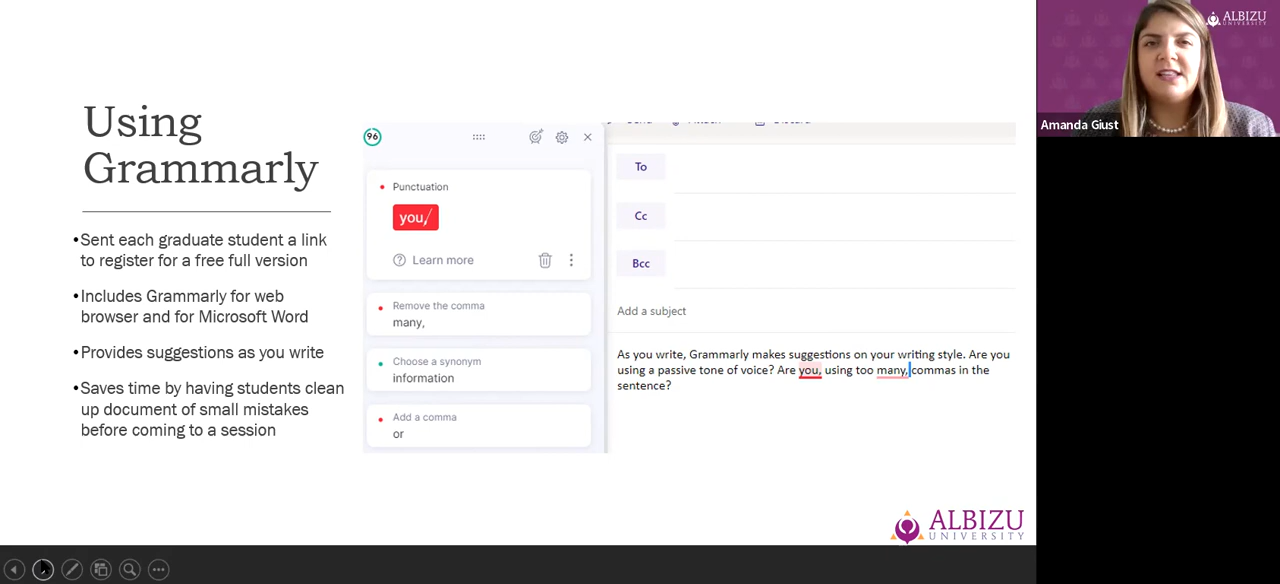 Using
Grammarly
•Sent each graduate student a link
to register for a free full version
•Includes Grammarly for web
browser and for Microsoft Word
•Provides suggestions as you write
•Saves time by having students clean
up document of small mistakes
before coming to a session
96
Punctuation
you,
Learn more
Remove the comma
many,
Choose a synonym
information
Add a comma
or
To
Cc
Bcc
Add a subject
As you write, Grammarly makes suggestions on your writing style. Are you
using a passive tone of voice? Are you, using too many, commas in the
sentence?
ALBIZU
UNIVERSITY
ALBIZU
UNIVERSITY
Amanda Giust